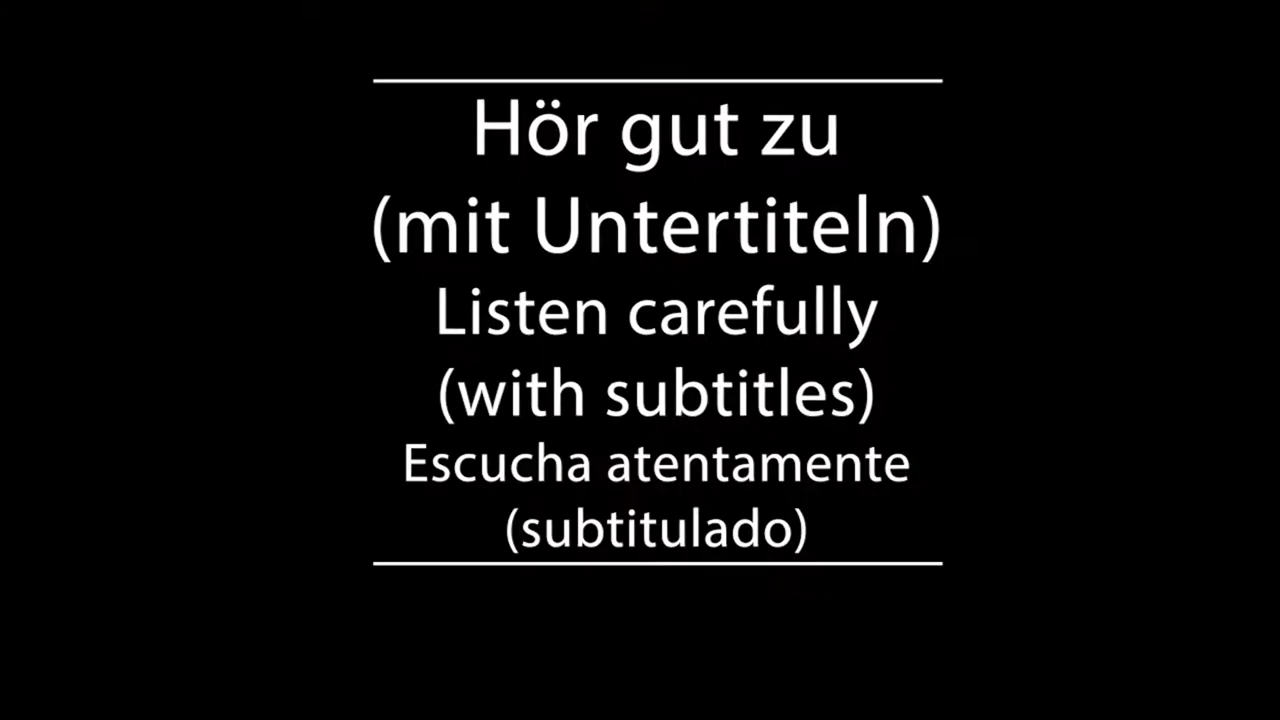 Hör gut zu
(mit Untertiteln)
Listen carefully
(with subtitles)
Escucha atentamente
(subtitulado)